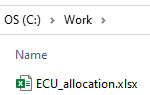 OS (C:) > Work >
Name
ECU_allocation.xlsx